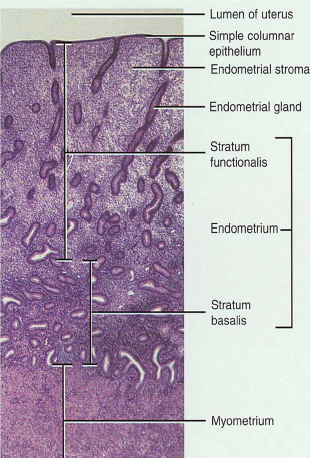 Lumen of uterus
Simple columnar
epithelium
Endometrial stroma
Endometrial gland
Stratum
functionalis
Endometrium
Stratum
basalis
Myometrium